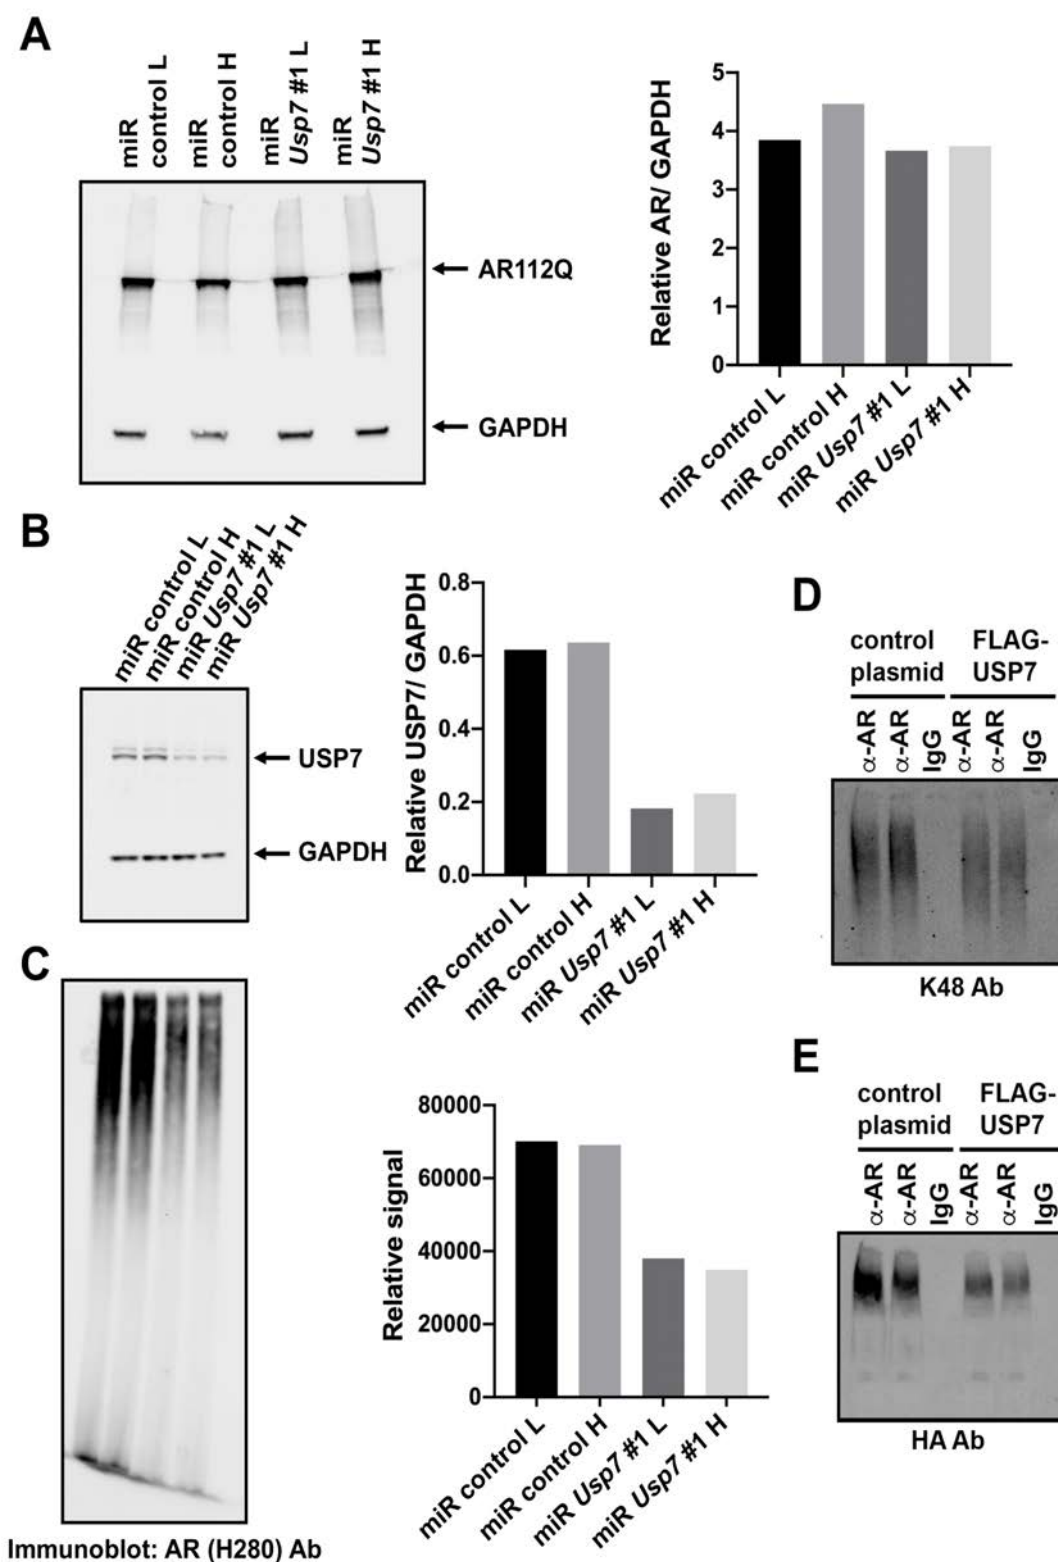 A
miR
control L
miR
control H
miR
Usp7 #1 L
miR
Usp7 #1 H
AR112Q
GAPDH
Relative AR/ GAPDH
5
4
3
2
1
0
miR control L
miR control H
miR Usp7 #1 L
miR Usp7 #1 H
B
miR control L
miR control H
miR Usp7 #1 L
miR Usp7 #1 H
USP7
GAPDH
Relative USP7/ GAPDH
0.8
0.6
0.4
0.2
0.0
miR control L
miR control H
miR Usp7 #1 L
miR Usp7 #1 H
C
Immunoblot: AR (H280) Ab
Relative signal
80000
60000
40000
20000
0
miR control L
miR control H
miR Usp7 #1 L
miR Usp7 #1 H
D
control
plasmid
FLAG-
USP7
α-AR
α-AR
IgG
α-AR
α-AR
IgG
K48 Ab
E
control
plasmid
FLAG-
USP7
α-AR
α-AR
IgG
α-AR
α-AR
IgG
HA Ab